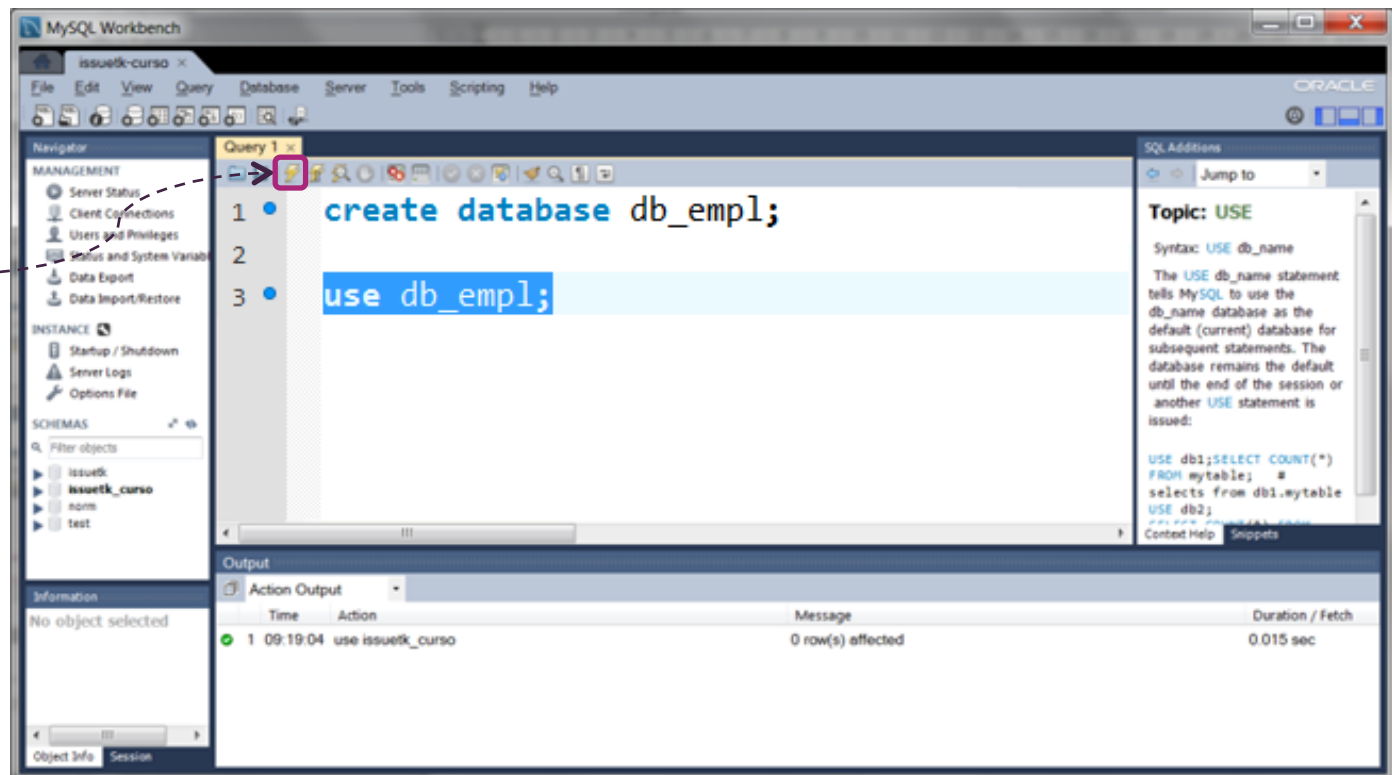 MySQL Workbench
issuetk-curso ×
File Edit View Query Database Server Tools Scripting Help
ORACLE
Navigator
MANAGEMENT
Server Status
Client Connections
Users and Privileges
Status and System Variabl
Data Export
Data Import/Restore
INSTANCE
Startup / Shutdown
Server Logs
Options File
SCHEMAS
Filter objects
issuetk
issuetk_curso
norm
test
Information
No object selected
Object Info Session
Query 1 ×
1 create database db_empl;
2
3 use db_empl;
SQL Additions
Jump to
Topic: USE
Syntax: USE db_name
The USE db_name statement
tells MySQL to use the
db_name database as the
default (current) database for
subsequent statements. The
database remains the default
until the end of the session or
another USE statement is
issued:
USE db1;SELECT COUNT(*)
FROM mytable; #
selects from db1.mytable
USE db2;
Context Help Snippets
Output
Action Output
Time Action Message Duration / Fetch
1 09:19:04 use issuetk_curso 0 row(s) affected 0.015 sec